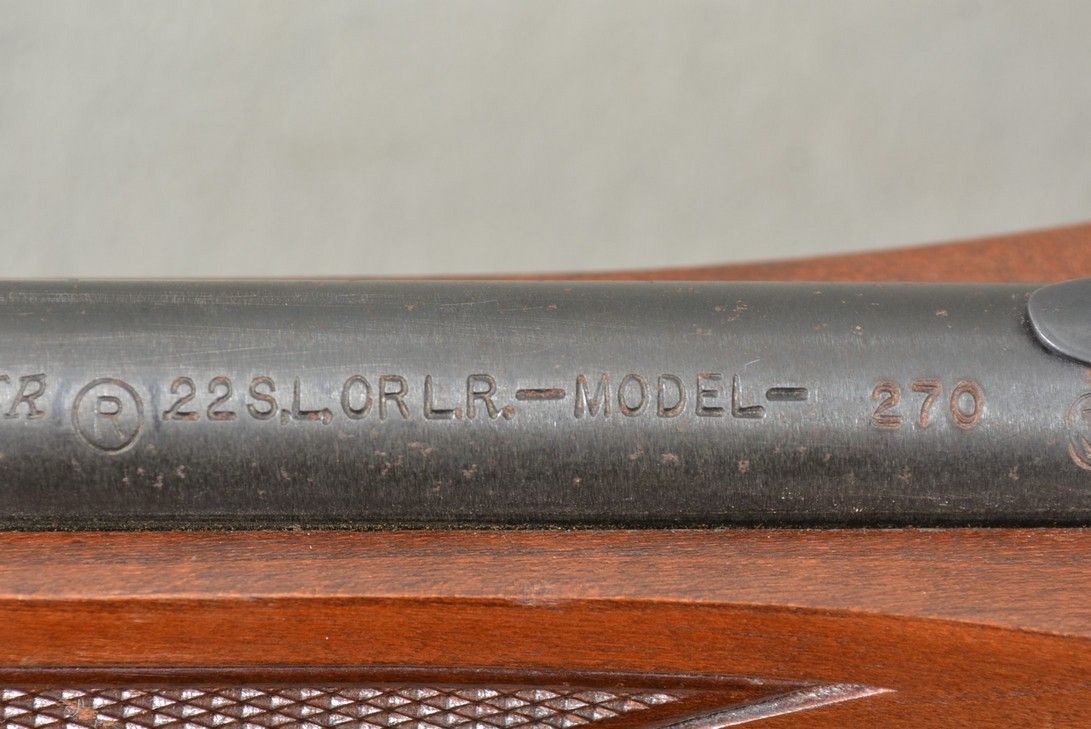 R ® .22 S,L, OR L.R.-MODEL- 270